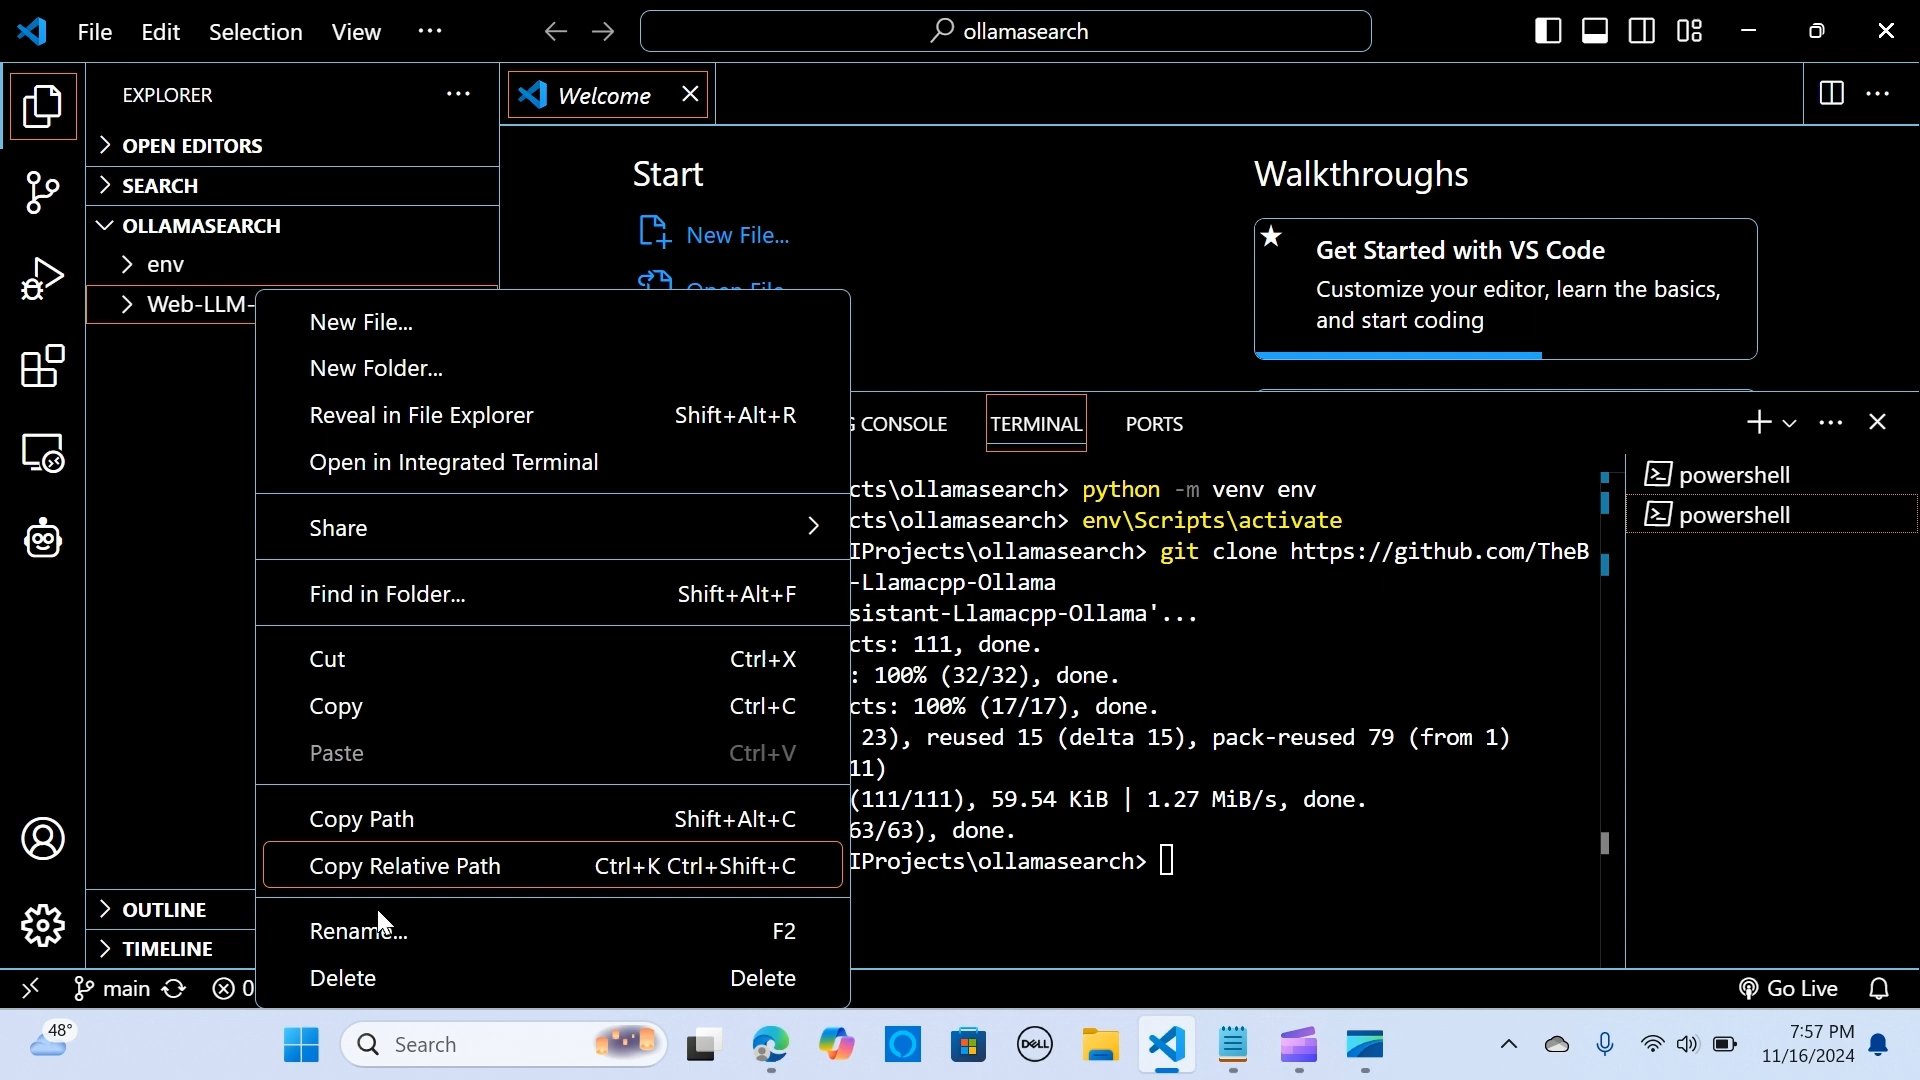 File Edit Selection View ...
ollamasearch
EXPLORER
OPEN EDITORS
SEARCH
OLLAMASEARCH
env
Web-LLM-
OUTLINE
TIMELINE
Welcome
Start
New File...
Open File
Walkthroughs
Get Started with VS Code
Customize your editor, learn the basics,
and start coding
New File...
New Folder...
Reveal in File Explorer Shift+Alt+R
Open in Integrated Terminal
Share
Find in Folder... Shift+Alt+F
Cut Ctrl+X
Copy Ctrl+C
Paste Ctrl+V
Copy Path Shift+Alt+C
Copy Relative Path Ctrl+K Ctrl+Shift+C
Rename... F2
Delete Delete
G CONSOLE TERMINAL PORTS
cts\ollamasearch> python -m venv env
cts\ollamasearch> env\Scripts\activate
IProjects\ollamasearch> git clone https://github.com/TheB
-Llamacpp-Ollama
sistant-Llamacpp-Ollama'...
cts: 111, done.
: 100% (32/32), done.
cts: 100% (17/17), done.
23), reused 15 (delta 15), pack-reused 79 (from 1)
11)
(111/111), 59.54 KiB | 1.27 MiB/s, done.
63/63), done.
IProjects\ollamasearch>
powershell
powershell
main 0
Go Live
48°
Search
DELL
7:57 PM
11/16/2024